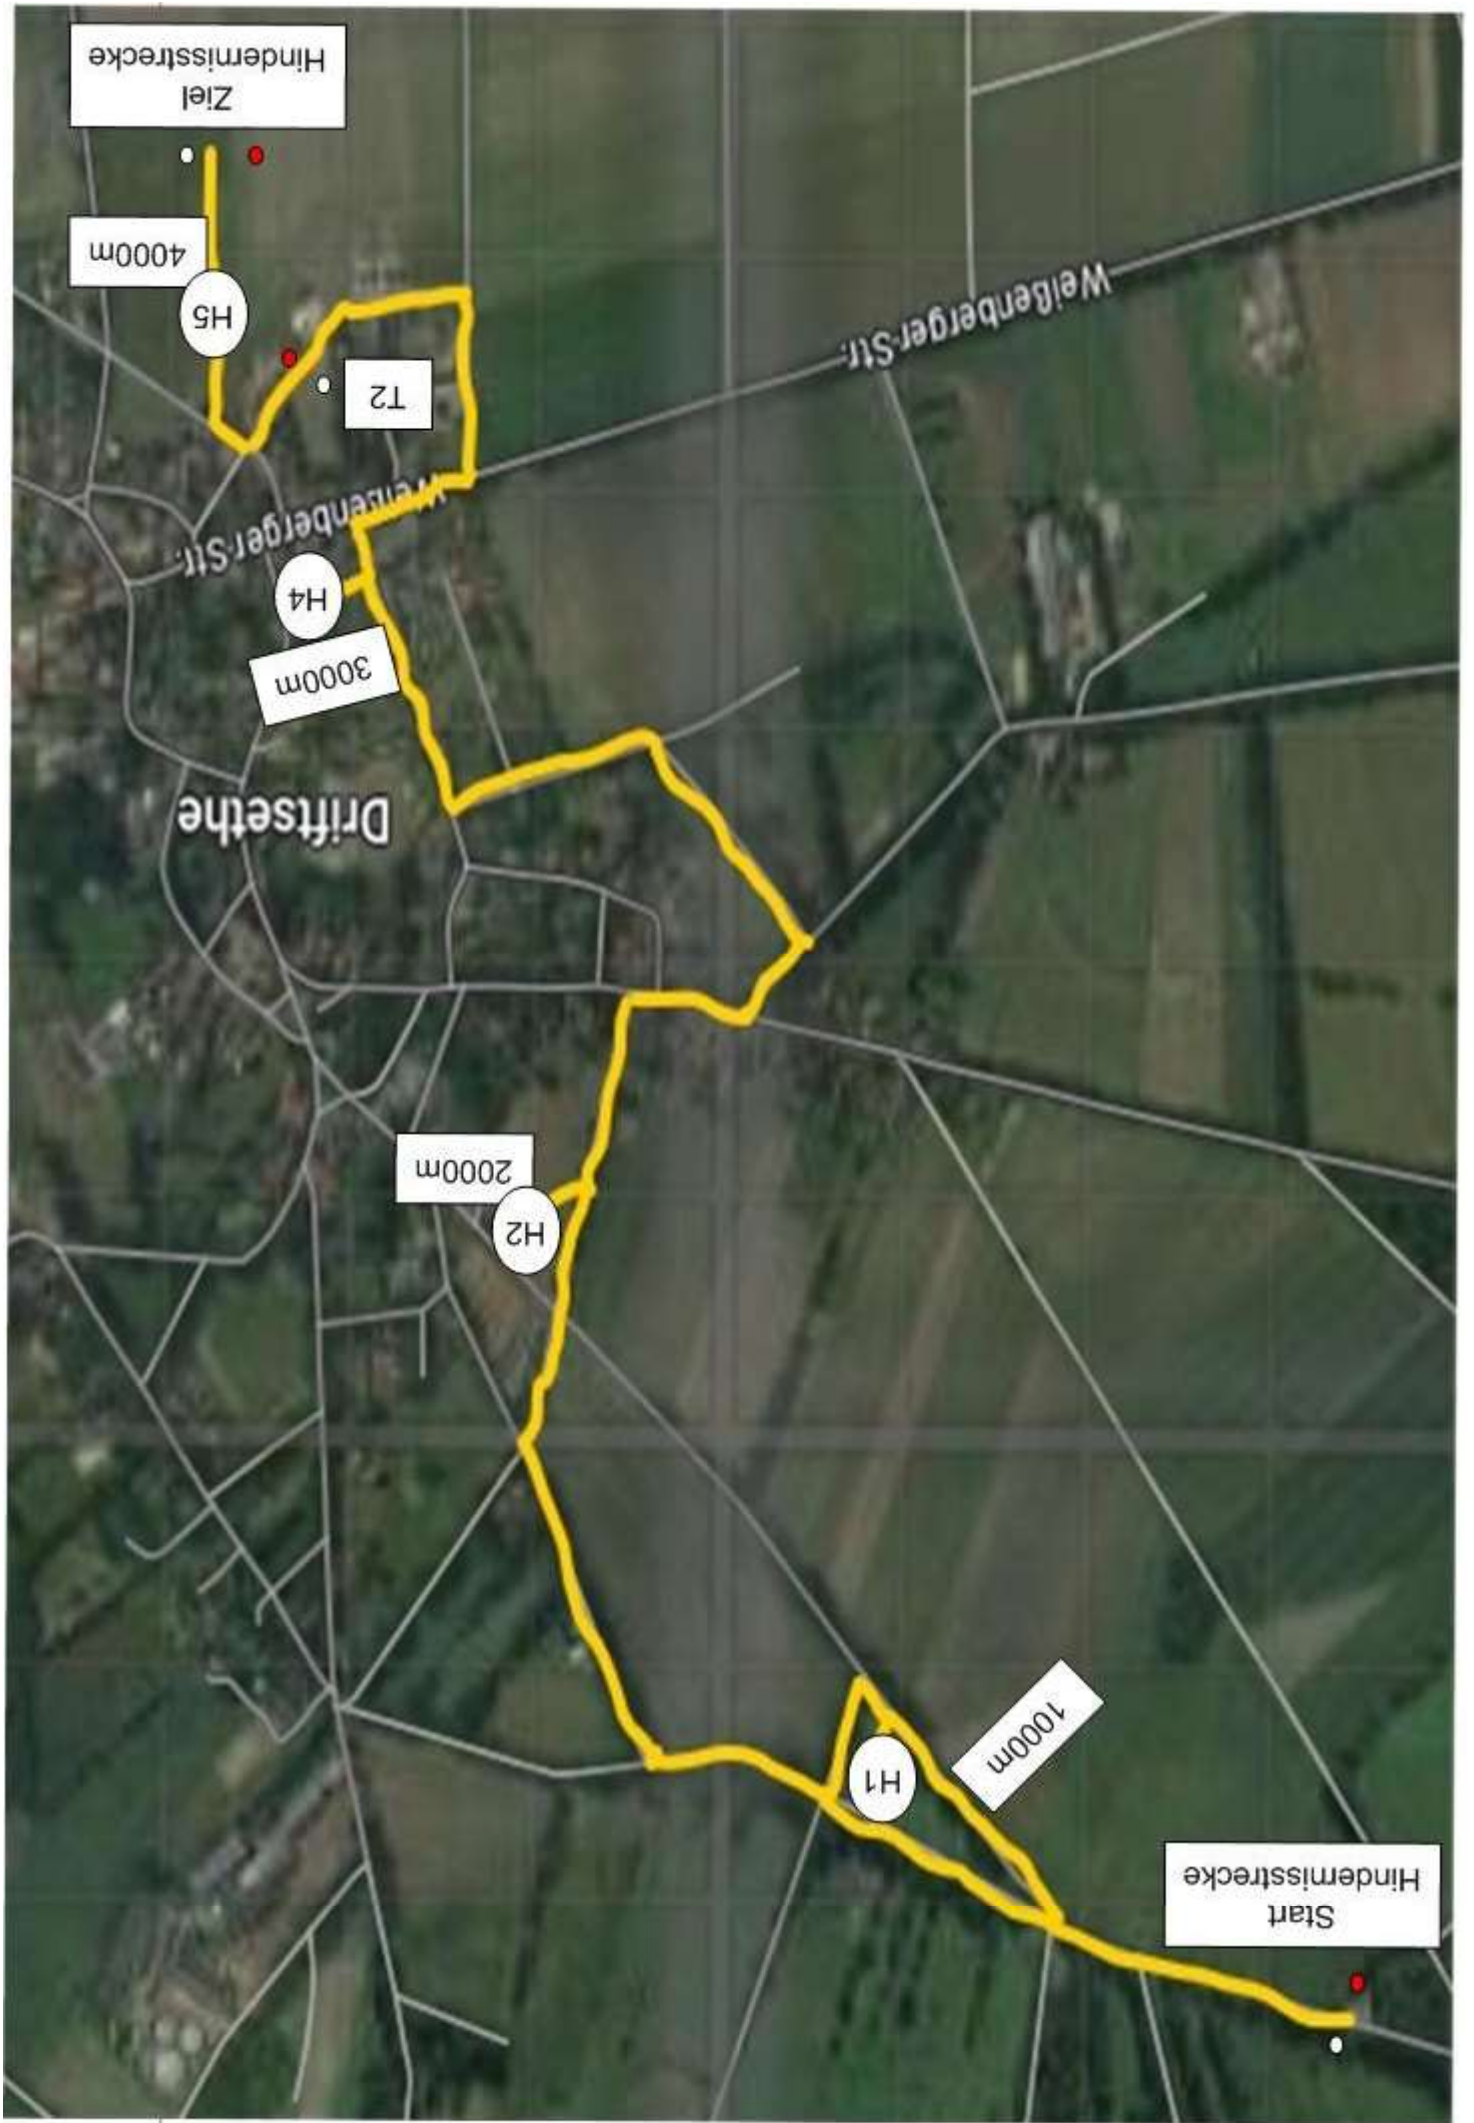 Start
Hindernisstrecke
1000m
H1
H2
2000m
Driftsethe
3000m
H4
Weißenberger Str.
Weißenberger Str.
T2
H5
4000m
Ziel
Hindernisstrecke